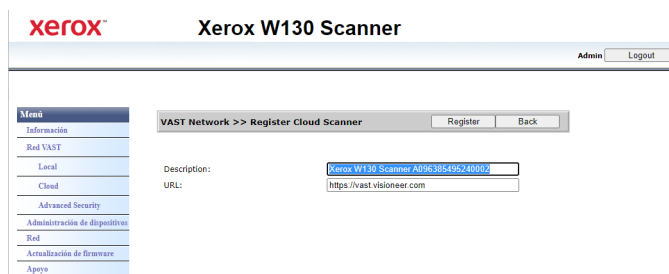 xerox™ Xerox W130 Scanner
Admin Logout
Menú
Información
Red VAST
Local
Cloud
Advanced Security
Administración de dispositivos
Red
Actualización de firmware
Apoyo
VAST Network >> Register Cloud Scanner Register Back
Description: Xerox W130 Scanner A096385495240002
URL: https://vast.visioneer.com